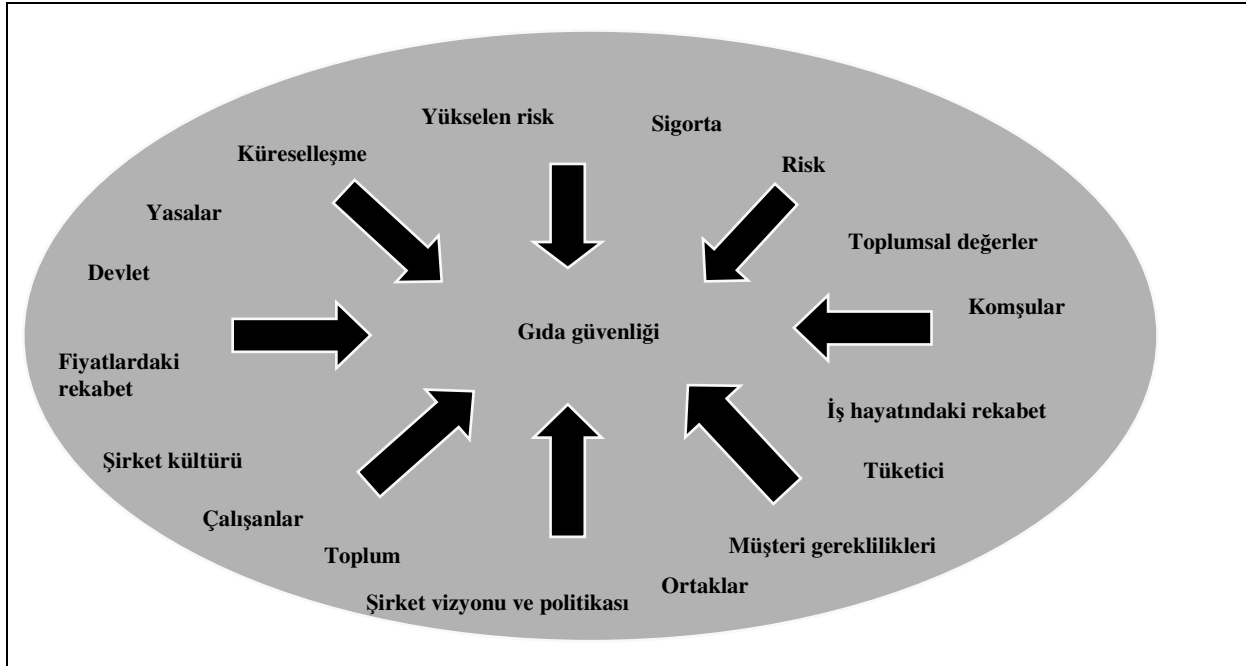 Yükselen risk
Sigorta
Küreselleşme
Risk
Yasalar
Toplumsal değerler
Devlet
Komşular
Gıda güvenliği
Fiyatlardaki
rekabet
İş hayatındaki rekabet
Şirket kültürü
Tüketici
Çalışanlar
Müşteri gereklilikleri
Toplum
Ortaklar
Şirket vizyonu ve politikası